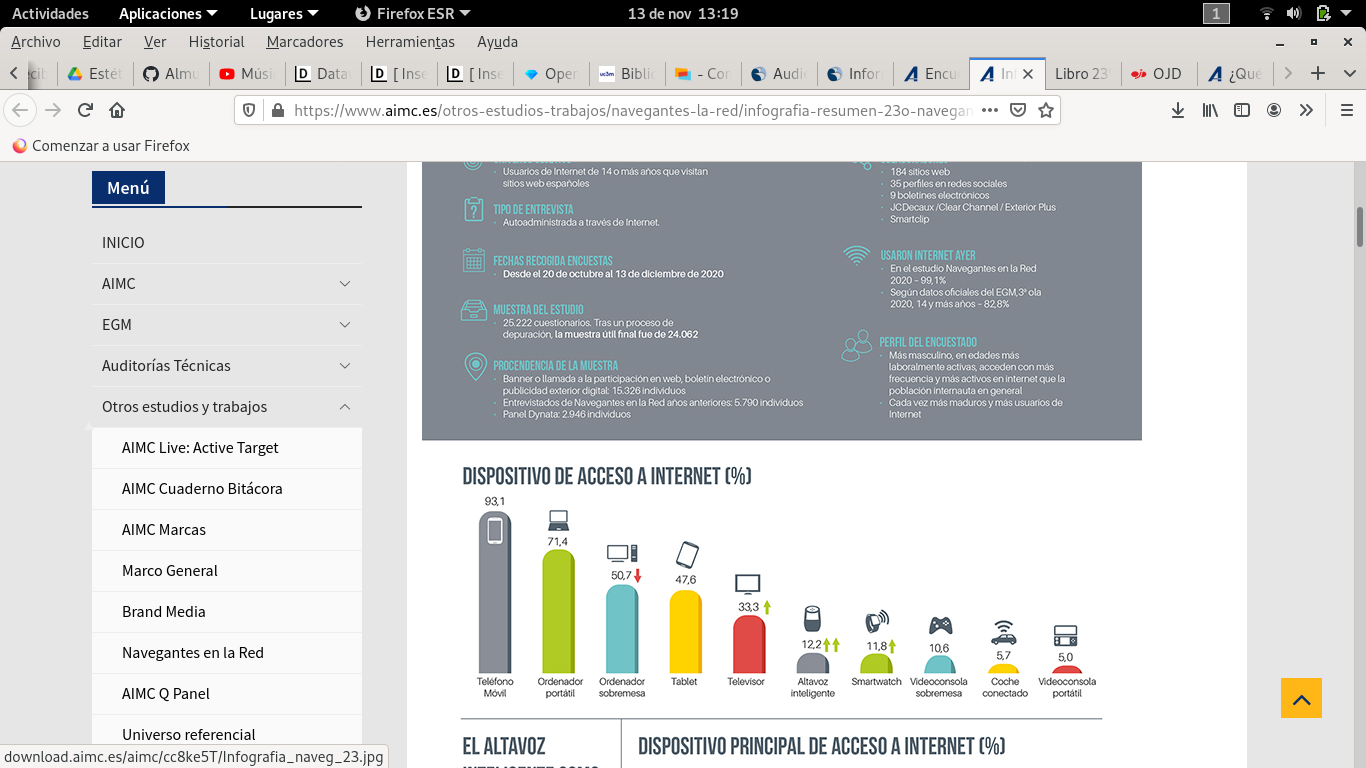 Actividades Aplicaciones Lugares Firefox ESR 13 de nov 13:19 1
Archivo Editar Ver Historial Marcadores Herramientas Ayuda
Estét Almu Músi Data [ Inse [ Inse Open uc3m Biblic - Con Audi Infor Encu In Libro 23 OJD ¿Qué
https://www.aimc.es/otros-estudios-trabajos/navegantes-la-red/infografia-resumen-23o-navegan
Comenzar a usar Firefox
Menú
INICIO
AIMC
EGM
Auditorías Técnicas
Otros estudios y trabajos
AIMC Live: Active Target
AIMC Cuaderno Bitácora
AIMC Marcas
Marco General
Brand Media
Navegantes en la Red
AIMC Q Panel
Universo referencial
download.aimc.es/aimc/cc8ke5T/Infografia_naveg_23.jpg
· Usuarios de Internet de 14 o más años que visitan
sitios web españoles
TIPO DE ENTREVISTA
· Autoadministrada a través de Internet.
FECHAS RECOGIDA ENCUESTAS
· Desde el 20 de octubre al 13 de diciembre de 2020
MUESTRA DEL ESTUDIO
· 25.222 cuestionarios. Tras un proceso de
depuración, la muestra útil final fue de 24.062
PROCENDENCIA DE LA MUESTRA
· Banner o llamada a la participación en web, boletín electrónico o
publicidad exterior digital: 15.326 individuos
· Entrevistados de Navegantes en la Red años anteriores: 5.790 individuos
· Panel Dynata: 2.946 individuos
· 184 sitios web
· 35 perfiles en redes sociales
· 9 boletines electrónicos
· JCDecaux /Clear Channel / Exterior Plus
· Smartclip
USARON INTERNET AYER
· En el estudio Navegantes en la Red
2020 – 99,1%
· Según datos oficiales del EGM,3ª ola
2020, 14 y más años – 82,8%
PERFIL DEL ENCUESTADO
· Más masculino, en edades más
laboralmente activas, acceden con más
frecuencia y más activos en internet que la
población internauta en general
· Cada vez más maduros y más usuarios de
Internet
DISPOSITIVO DE ACCESO A INTERNET (%)
93,1
71,4
50,7
47,6
33,3
12,2
11,8
10,6
5,7
5,0
Teléfono
Móvil
Ordenador
portátil
Ordenador
sobremesa
Tablet
Televisor
Altavoz
inteligente
Smartwatch
Videoconsola
sobremesa
Coche
conectado
Videoconsola
portátil
EL ALTAVOZ
DISPOSITIVO PRINCIPAL DE ACCESO A INTERNET (%)